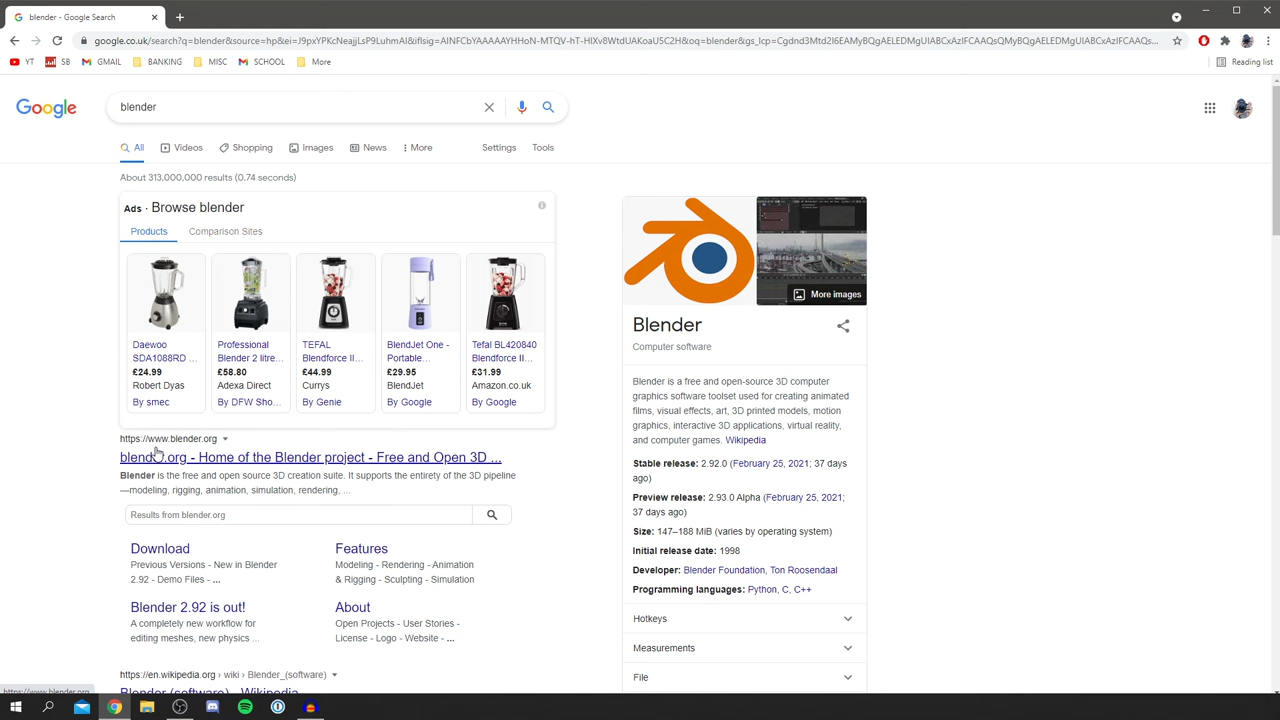 blender - Google Search
google.co.uk/search?q=blender&source=hp&ei=J9pxYPKcNeajjLsP9LuhmAI&iflsig=AINFCbYAAAAAYHHoN-MTQV-hT-HIXv8WtdUAKoaU5C2H&oq=blender&gs_lcp=Cgdnd3Mtd2l6EAMyBQgAELEDMgUIABCxAzIFCAAQsQMyBQgAELEDMgUIABCxAzIFCAAQsQMyBQgAELEDMgUIABCxAzIFCAAQsQM...
YT SB GMAIL BANKING MISC SCHOOL More Reading list
Google
blender
All Videos Shopping Images News More Settings Tools
About 313,000,000 results (0.74 seconds)
Ads · Browse blender
Products Comparison Sites
Daewoo
SDA1088RD ...
£24.99
Robert Dyas
By smec
Professional
Blender 2 litre...
£58.80
Adexa Direct
By DFW Sho...
TEFAL
Blendforce II...
£44.99
Currys
By Genie
BlendJet One -
Portable...
£29.95
BlendJet
By Google
Tefal BL420840
Blendforce II...
£31.99
Amazon.co.uk
By Google
https://www.blender.org
blender.org - Home of the Blender project - Free and Open 3D ...
Blender is the free and open source 3D creation suite. It supports the entirety of the 3D pipeline
—modeling, rigging, animation, simulation, rendering, ...
Results from blender.org
Download
Previous Versions - New in Blender
2.92 - Demo Files - ...
Features
Modeling - Rendering - Animation
& Rigging - Sculpting - Simulation
Blender 2.92 is out!
A completely new workflow for
editing meshes, new physics ...
About
Open Projects - User Stories -
License - Logo - Website - ...
https://en.wikipedia.org › wiki › Blender_(software)
Blender (software) - Wikipedia
More images
Blender
Computer software
Blender is a free and open-source 3D computer
graphics software toolset used for creating animated
films, visual effects, art, 3D printed models, motion
graphics, interactive 3D applications, virtual reality,
and computer games. Wikipedia
Stable release: 2.92.0 (February 25, 2021; 37 days
ago)
Preview release: 2.93.0 Alpha (February 25, 2021;
37 days ago)
Size: 147–188 MiB (varies by operating system)
Initial release date: 1998
Developer: Blender Foundation, Ton Roosendaal
Programming languages: Python, C, C++
Hotkeys
Measurements
File
https://www.blender.org